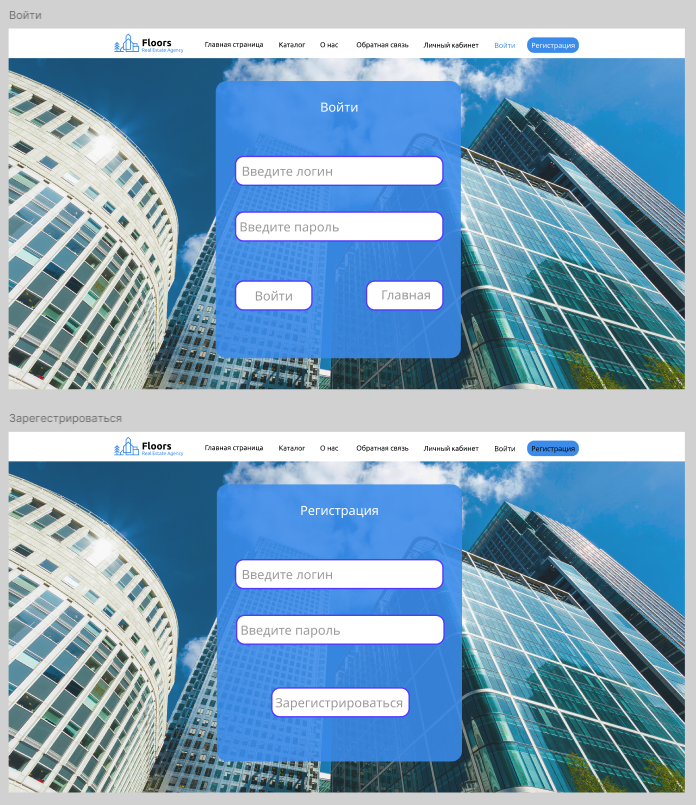 Войти
Floors
Real Estate Agency
Главная страница Каталог О нас Обратная связь Личный кабинет Войти Регистрация
Войти
Введите логин
Введите пароль
Войти Главная
Зарегестрироваться
Floors
Real Estate Agency
Главная страница Каталог О нас Обратная связь Личный кабинет Войти Регистрация
Регистрация
Введите логин
Введите пароль
Зарегистрироваться